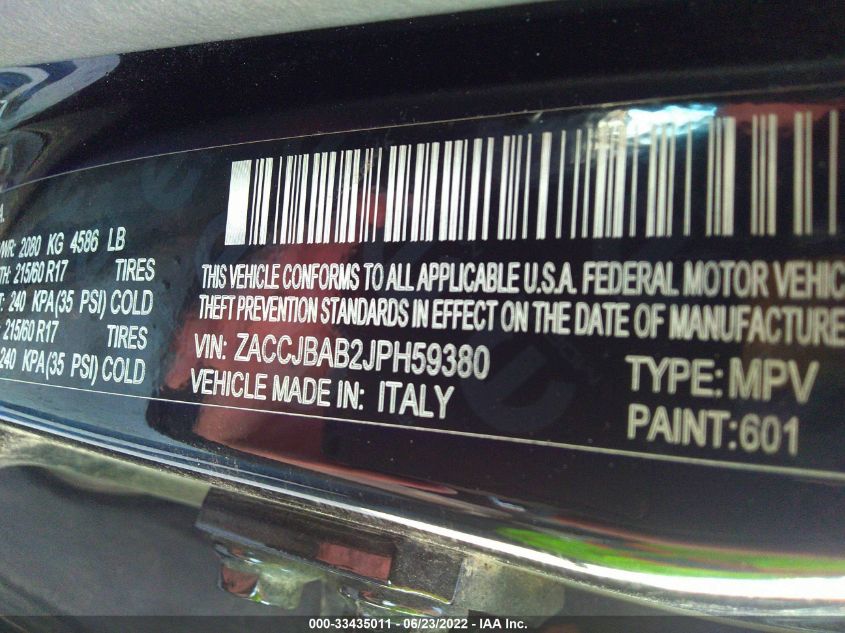 WR: 2080 KG 4586 LB
TH: 215/60 R17 TIRES
T: 240 KPA(35 PSI) COLD
: 215/60 R17 TIRES
240 KPA(35 PSI) COLD
THIS VEHICLE CONFORMS TO ALL APPLICABLE U.S.A. FEDERAL MOTOR VEHIC
THEFT PREVENTION STANDARDS IN EFFECT ON THE DATE OF MANUFACTURE
VIN: ZACCJBAB2JPH59380
VEHICLE MADE IN: ITALY
TYPE: MPV
PAINT:601
000-33435011 - 06/23/2022 - IAA Inc.